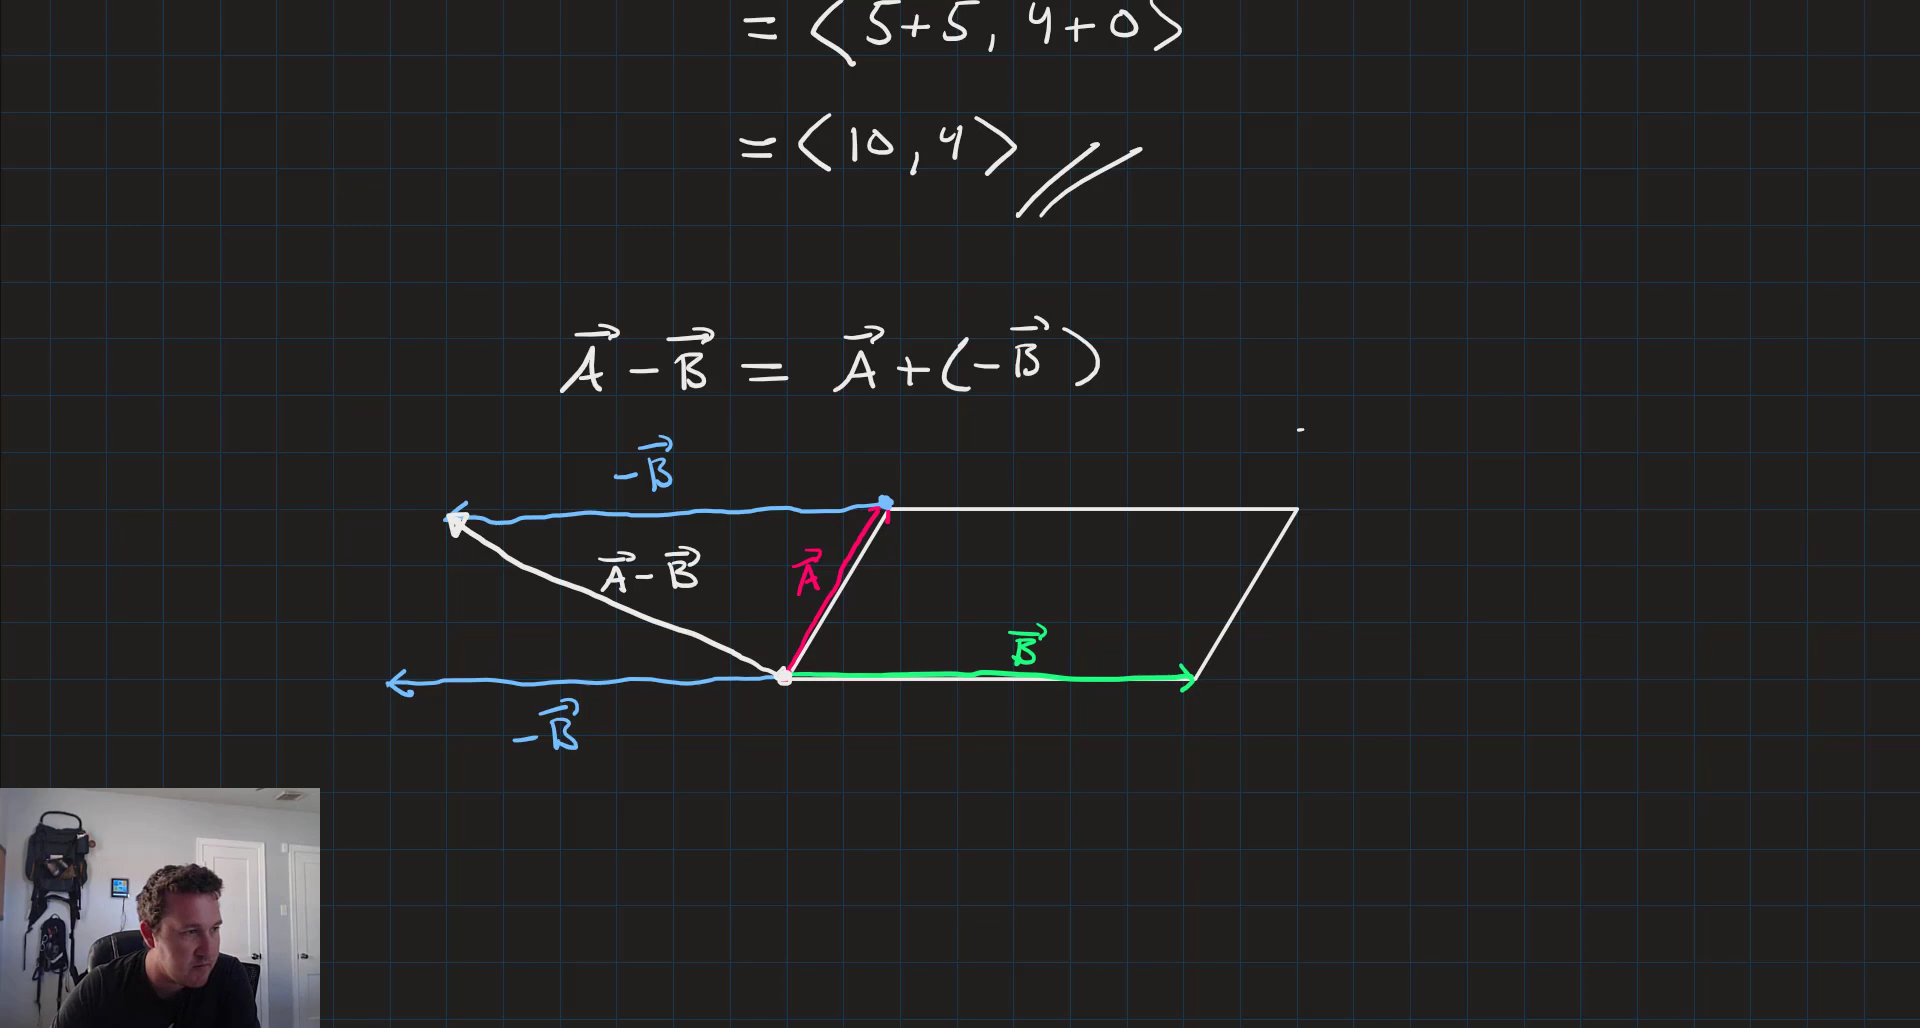 = ⟨5+5, 4+0⟩
= ⟨10, 4⟩
A⃗ − B⃗ = A⃗ + (−B⃗)
−B⃗
A⃗ − B⃗
A⃗
B⃗
−B⃗